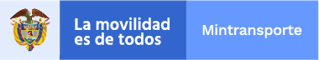 La movilidad
es de todos
Mintransporte